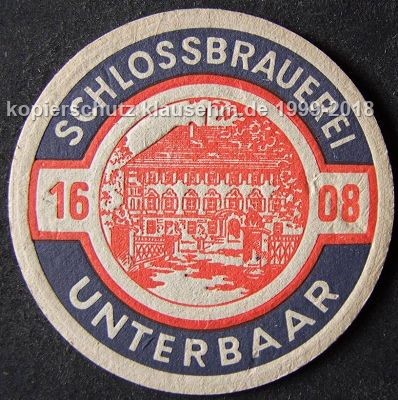 SCHLOSSBRAUEREI
kopierschutz klausehm.de 1999-2018
16 08
UNTERBAAR